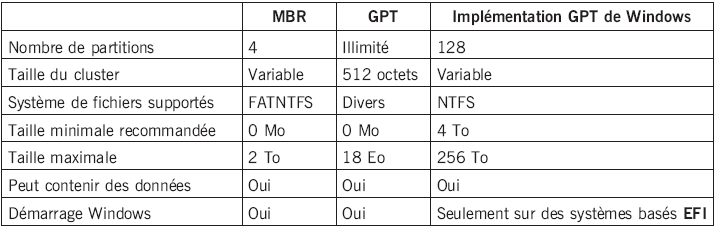 MBR GPT Implémentation GPT de Windows
Nombre de partitions 4 Illimité 128
Taille du cluster Variable 512 octets Variable
Système de fichiers supportés FATNTFS Divers NTFS
Taille minimale recommandée 0 Mo 0 Mo 4 To
Taille maximale 2 To 18 Eo 256 To
Peut contenir des données Oui Oui Oui
Démarrage Windows Oui Oui Seulement sur des systèmes basés EFI